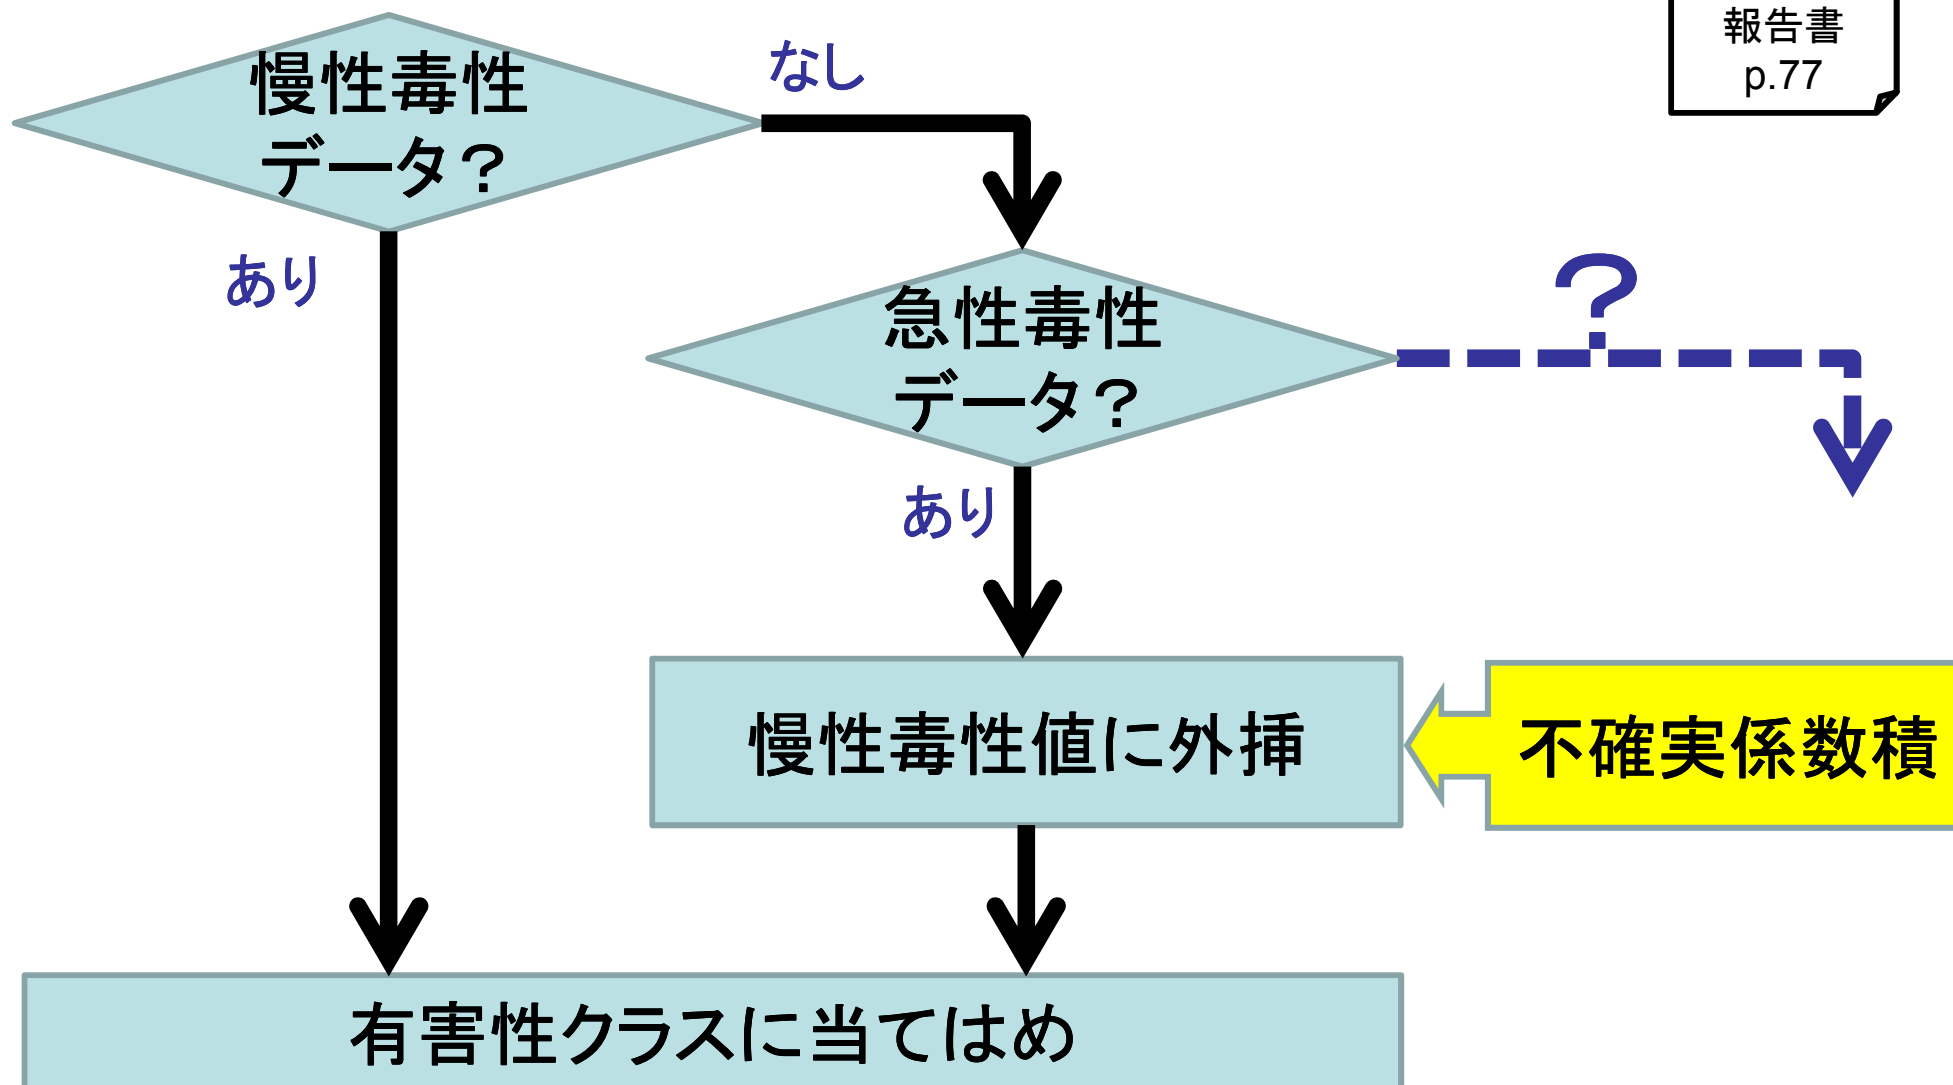 報告書
p.77
慢性毒性
データ？
なし
あり
急性毒性
データ？
？
あり
慢性毒性値に外挿
不確実係数積
有害性クラスに当てはめ